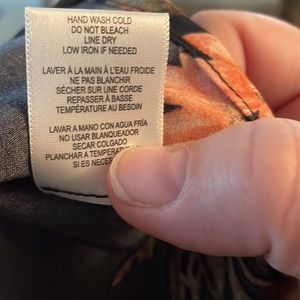 HAND WASH COLD
DO NOT BLEACH
LINE DRY
LOW IRON IF NEEDED
LAVER À LA MAIN À L'EAU FROIDE
NE PAS BLANCHIR
SÉCHER SUR UNE CORDE
REPASSER À BASSE
TEMPÉRATURE AU BESOIN
LAVAR A MANO CON AGUA FRÍA
NO USAR BLANQUEADOR
SECAR COLGADO
PLANCHAR A TEMPERATU
SI ES NECES